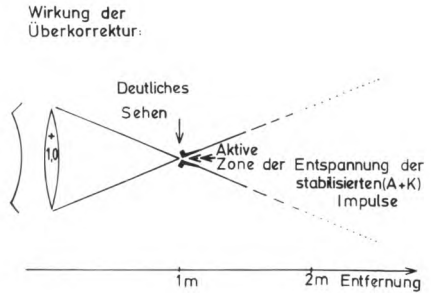 Wirkung der
Überkorrektur:
Deutliches
Sehen
+
1,0
Aktive
Zone der Entspannung der
stabilisierten(A+K)
Impulse
1m
2m Entfernung